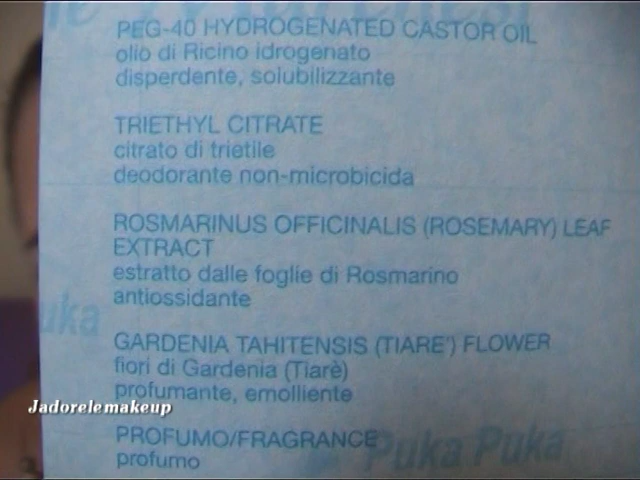 PEG-40 HYDROGENATED CASTOR OIL
olio di Ricino idrogenato
disperdente, solubilizzante
TRIETHYL CITRATE
citrato di trietile
deodorante non-microbicida
ROSMARINUS OFFICINALIS (ROSEMARY) LEAF
EXTRACT
estratto dalle foglie di Rosmarino
antiossidante
uka
GARDENIA TAHITENSIS (TIARE') FLOWER
fiori di Gardenia (Tiarè)
profumante, emolliente
Jadorelemakeup
PROFUMO/FRAGRANCE
profumo
Puka Puka